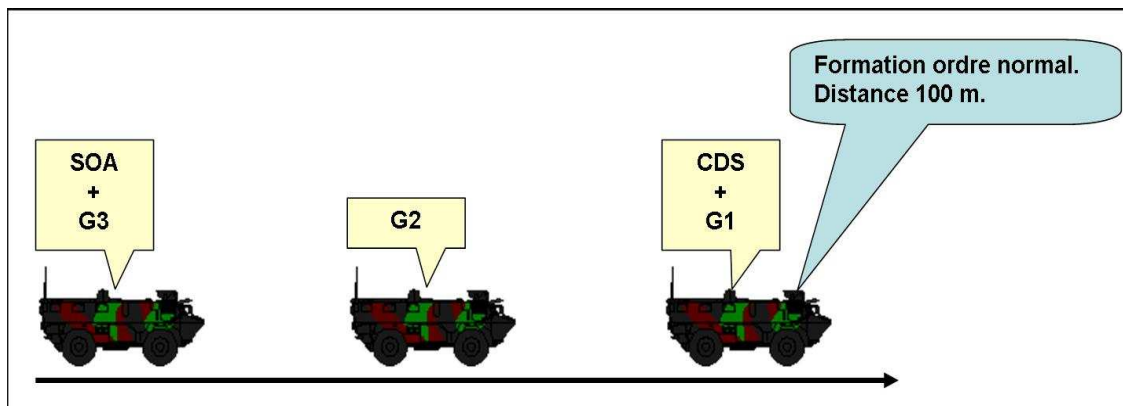 Formation ordre normal.
Distance 100 m.
SOA
+
G3
G2
CDS
+
G1